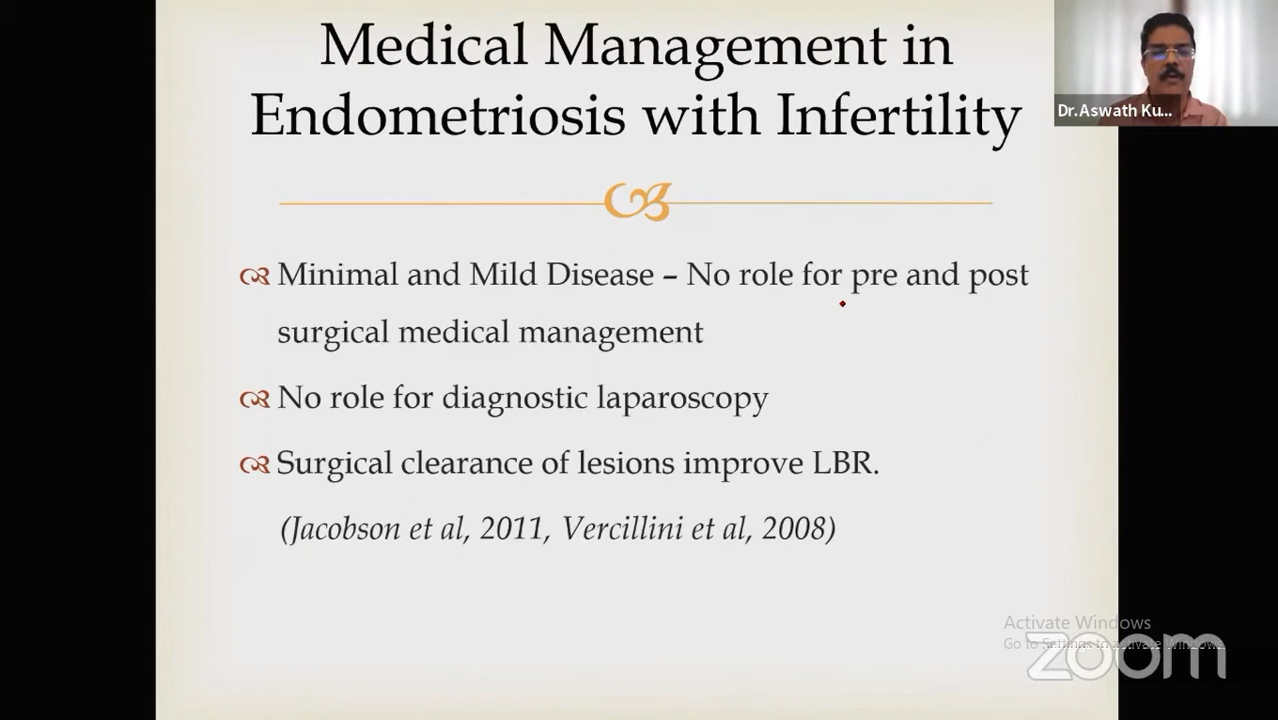 Medical Management in
Endometriosis with Infertility
Dr.Aswath Ku...
Minimal and Mild Disease – No role for pre and post
surgical medical management
No role for diagnostic laparoscopy
Surgical clearance of lesions improve LBR.
(Jacobson et al, 2011, Vercillini et al, 2008)
Activate Windows
Go to Settings to activate Windows.
zoom